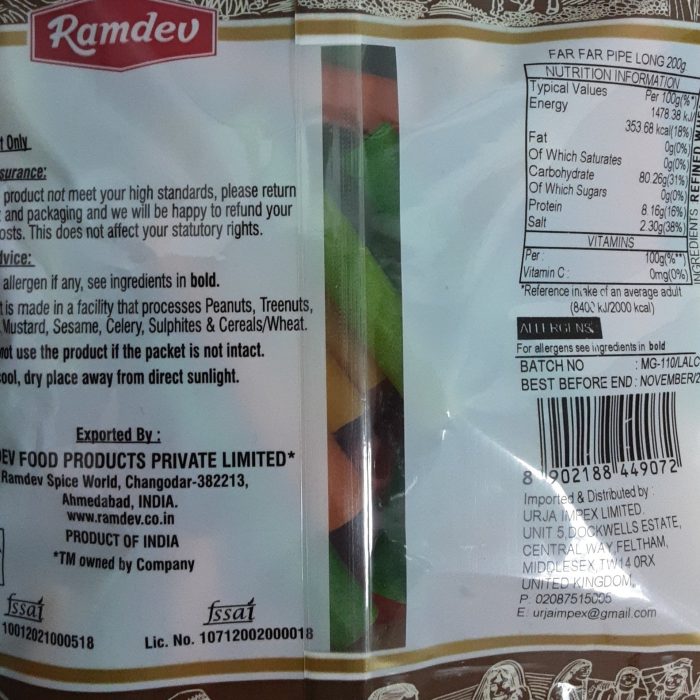 Ramdev
t Only
surance:
product not meet your high standards, please return
and packaging and we will be happy to refund your
osts. This does not affect your statutory rights.
dvice:
allergen if any, see ingredients in bold.
t is made in a facility that processes Peanuts, Treenuts,
Mustard, Sesame, Celery, Sulphites & Cereals/Wheat.
not use the product if the packet is not intact.
ool, dry place away from direct sunlight.
Exported By :
EV FOOD PRODUCTS PRIVATE LIMITED*
Ramdev Spice World, Changodar-382213,
Ahmedabad, INDIA.
www.ramdev.co.in
PRODUCT OF INDIA
*TM owned by Company
fssai
10012021000518
fssai
Lic. No. 10712002000018
FAR FAR PIPE LONG 200g
NUTRITION INFORMATION
Typical Values Per 100g(%*)
Energy 1478.38 kJ/
353.68 kcal(18%)
Fat 0g(0%)
Of Which Saturates 0g(0%)
Carbohydrate 80.26g(31%)
Of Which Sugars 0g(0%)
Protein 8.16g(16%)
Salt 2.30g(38%)
VITAMINS
Per : 100g(%**)
Vitamin C : 0mg(0%)
*Reference intake of an average adult
(8400 kJ/2000 kcal)
ALLERGENS:
For allergens see ingredients in bold
BATCH NO : MG-110/LALC
BEST BEFORE END : NOVEMBER/2
8 902188 449072
Imported & Distributed by :
URJA IMPEX LIMITED.
UNIT 5, DOCKWELLS ESTATE,
CENTRAL WAY, FELTHAM,
MIDDLESEX, TW14 0RX
UNITED KINGDOM,
P: 02087515005
E: urjaimpex@gmail.com
INGREDIENTS: REFINED